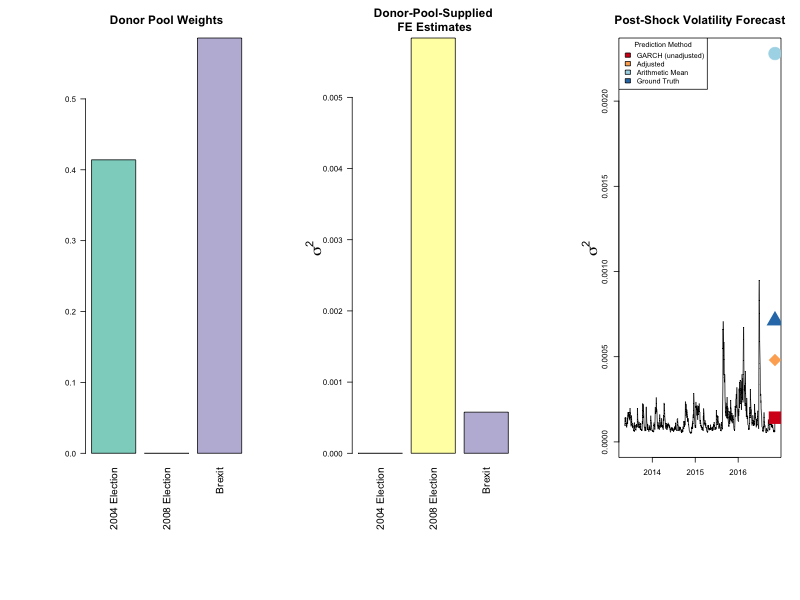 Donor Pool Weights
0.5
0.4
0.3
0.2
0.1
0.0
2004 Election
2008 Election
Brexit
Donor-Pool-Supplied
FE Estimates
σ2
0.005
0.004
0.003
0.002
0.001
0.000
2004 Election
2008 Election
Brexit
Post-Shock Volatility Forecast
Prediction Method
GARCH (unadjusted)
Adjusted
Arithmetic Mean
Ground Truth
σ2
0.0020
0.0015
0.0010
0.0005
0.0000
2014 2015 2016